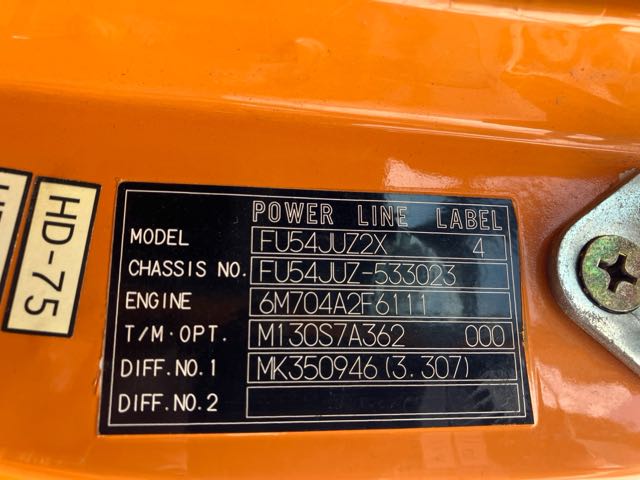 HD-75
POWER LINE LABEL
MODEL FU54JUZ2X 4
CHASSIS NO. FU54JUZ-533023
ENGINE 6M704A2F6111
T/M·OPT. M130S7A362 000
DIFF.NO.1 MK350946(3.307)
DIFF.NO.2